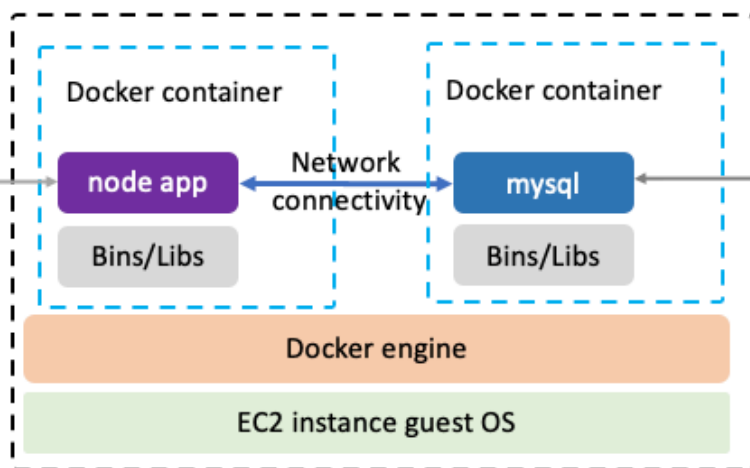 Docker container
Docker container
node app
Network
connectivity
mysql
Bins/Libs
Bins/Libs
Docker engine
EC2 instance guest OS